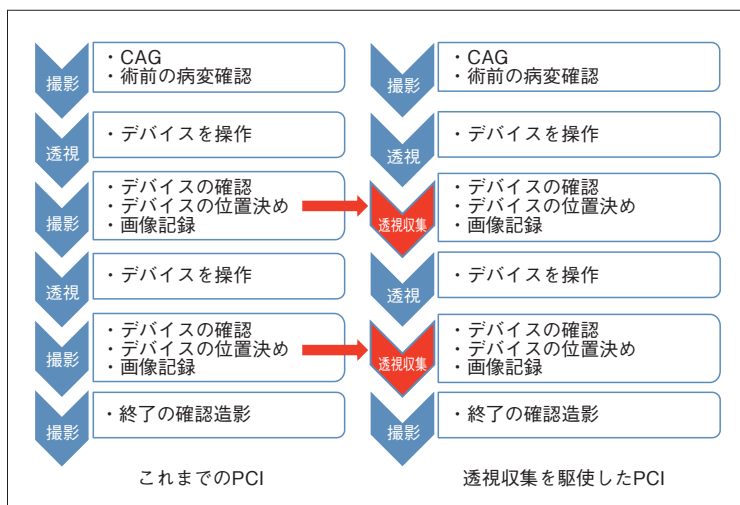 撮影
・CAG
・術前の病変確認
透視
・デバイスを操作
撮影
・デバイスの確認
・デバイスの位置決め
・画像記録
透視
・デバイスを操作
撮影
・デバイスの確認
・デバイスの位置決め
・画像記録
撮影
・終了の確認造影
これまでのPCI
撮影
・CAG
・術前の病変確認
透視
・デバイスを操作
透視収集
・デバイスの確認
・デバイスの位置決め
・画像記録
透視
・デバイスを操作
透視収集
・デバイスの確認
・デバイスの位置決め
・画像記録
撮影
・終了の確認造影
透視収集を駆使したPCI